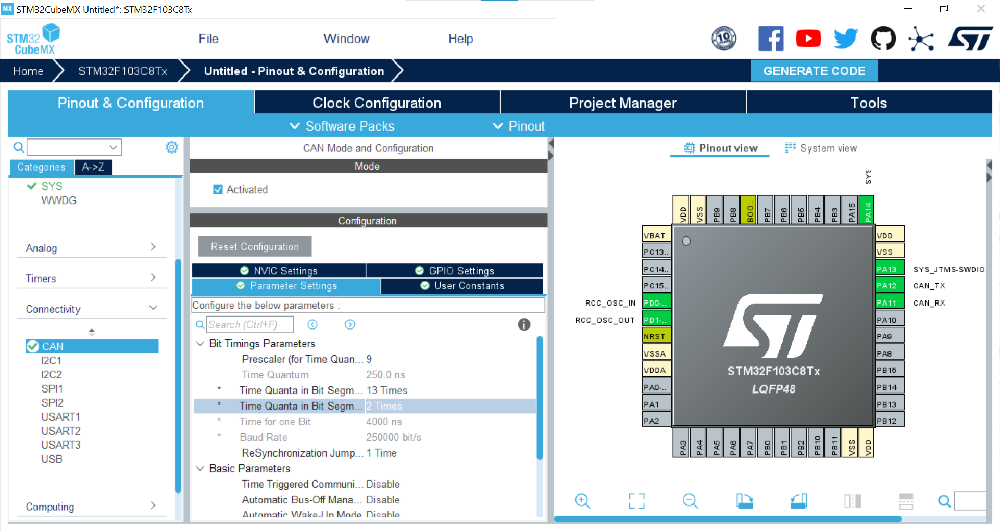 MX STM32CubeMX Untitled*: STM32F103C8Tx
STM32
CubeMX
File
Window
Help
10
Home
STM32F103C8Tx
Untitled - Pinout & Configuration
GENERATE CODE
Pinout & Configuration
Clock Configuration
Project Manager
Tools
Software Packs
Pinout
Categories
A->Z
SYS
WWDG
Analog
Timers
Connectivity
CAN
I2C1
I2C2
SPI1
SPI2
USART1
USART2
USART3
USB
Computing
CAN Mode and Configuration
Mode
Activated
Configuration
Reset Configuration
NVIC Settings
GPIO Settings
Parameter Settings
User Constants
Configure the below parameters :
Search (Ctrl+F)
Bit Timings Parameters
Prescaler (for Time Quan... 9
Time Quantum 250.0 ns
* Time Quanta in Bit Segm... 13 Times
* Time Quanta in Bit Segm... 2 Times
* Time for one Bit 4000 ns
* Baud Rate 250000 bit/s
ReSynchronization Jump... 1 Time
Basic Parameters
Time Triggered Communi... Disable
Automatic Bus-Off Mana... Disable
Automatic Wake-Up Mode Disable
Pinout view
System view
SYS
VDD
VSS
PB9
PB8
BOO..
PB7
PB6
PB5
PB4
PB3
PA15
PA14
VBAT
PC13..
PC14..
PC15..
RCC_OSC_IN PD0-..
RCC_OSC_OUT PD1-..
NRST
VSSA
VDDA
PA0-..
PA1
PA2
STM32F103C8Tx
LQFP48
VDD
VSS
PA13 SYS_JTMS-SWDIO
PA12 CAN_TX
PA11 CAN_RX
PA10
PA9
PA8
PB15
PB14
PB13
PB12
PA3
PA4
PA5
PA6
PA7
PB0
PB1
PB2
PB10
PB11
VSS
VDD